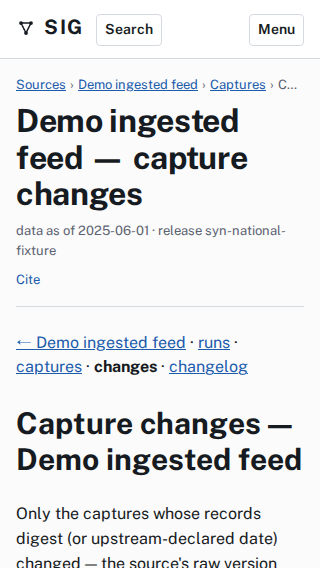 SIG Search Menu
Sources › Demo ingested feed › Captures › C...
Demo ingested
feed — capture
changes
data as of 2025-06-01 · release syn-national-
fixture
Cite
← Demo ingested feed · runs ·
captures · changes · changelog
Capture changes —
Demo ingested feed
Only the captures whose records
digest (or upstream-declared date)
changed — the source's raw version